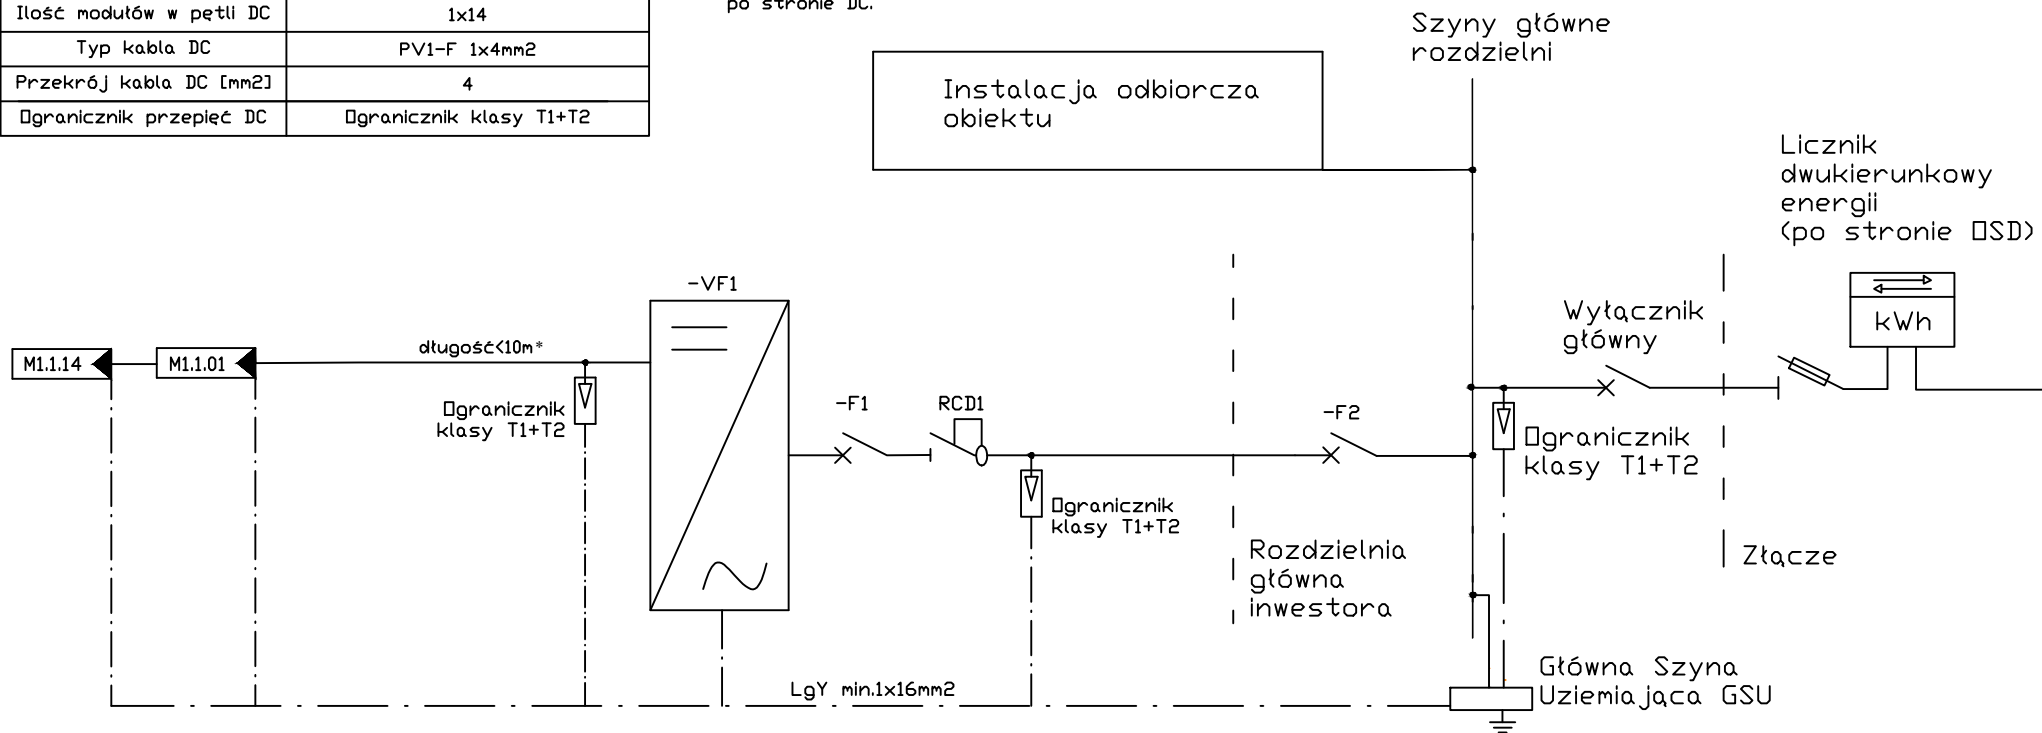 Ilość modułów w pętli DC 1x14
Typ kabla DC PV1-F 1x4mm2
Przekrój kabla DC [mm2] 4
Ogranicznik przepięć DC Ogranicznik klasy T1+T2
po stronie DC.
Szyny główne
rozdzielni
Instalacja odbiorcza
obiektu
Licznik
dwukierunkowy
energii
(po stronie OSD)
kWh
Wyłącznik
główny
-VF1
długość<10m*
M1.1.14
M1.1.01
Ogranicznik
klasy T1+T2
-F1
RCD1
-F2
Ogranicznik
klasy T1+T2
Ogranicznik
klasy T1+T2
Rozdzielnia
główna
inwestora
Złącze
LgY min.1x16mm2
Główna Szyna
Uziemiająca GSU